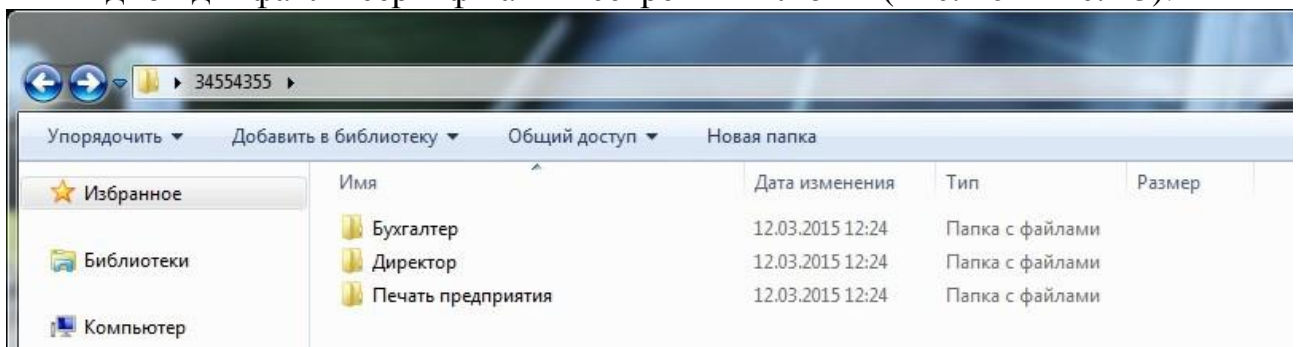 34554355
Упорядочить Добавить в библиотеку Общий доступ Новая папка
Избранное
Библиотеки
Компьютер
Имя Дата изменения Тип Размер
Бухгалтер 12.03.2015 12:24 Папка с файлами
Директор 12.03.2015 12:24 Папка с файлами
Печать предприятия 12.03.2015 12:24 Папка с файлами